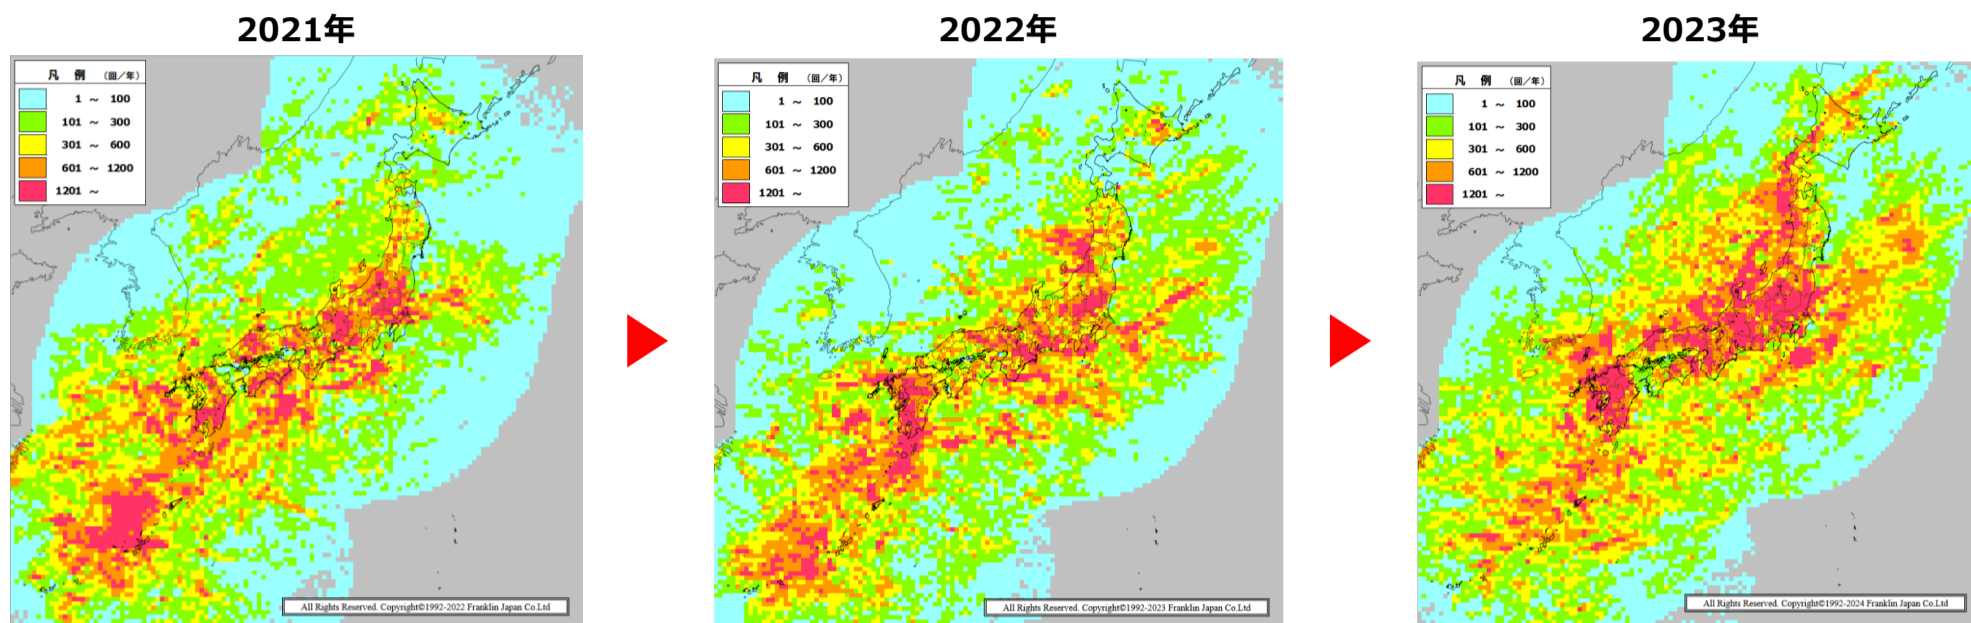 2021年
2022年
2023年
凡 例 （回／年）
1 ～ 100
101 ～ 300
301 ～ 600
601 ～ 1200
1201 ～
All Rights Reserved. Copyright©1992-2022 Franklin Japan Co.Ltd
凡 例 （回／年）
1 ～ 100
101 ～ 300
301 ～ 600
601 ～ 1200
1201 ～
All Rights Reserved. Copyright©1992-2023 Franklin Japan Co.Ltd
凡 例 （回／年）
1 ～ 100
101 ～ 300
301 ～ 600
601 ～ 1200
1201 ～
All Rights Reserved. Copyright©1992-2024 Franklin Japan Co.Ltd